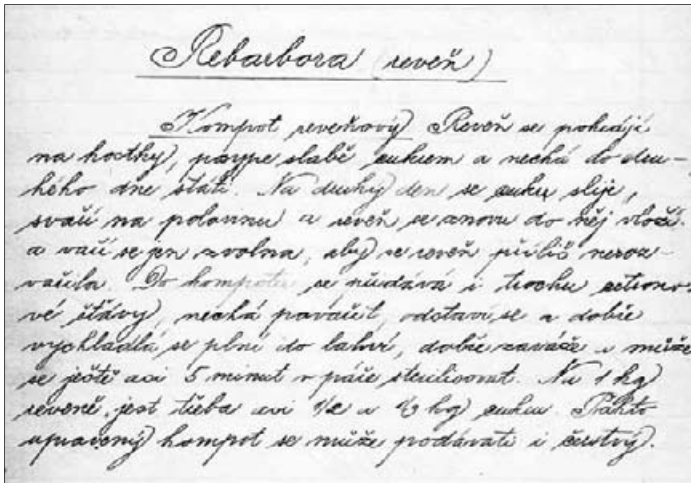 Rebarbora (reveň)
Kompot reveňový. Reveň se pokrájí
na kostky, posype slabě cukrem a nechá do dru-
hého dne státi. Na druhý den se cukr slije,
svaří na polovinu a reveň se znovu do něj vloží
a vaří se jen zvolna, aby se reveň příliš neroz-
vařila. Do kompotu se přidává i trochu citrono-
vé šťávy, nechá povařit, odstaví se a dobře
vychladlá se plní do lahví, dobře zaváže a může
se ještě asi 5 minut v páře sterilisovat. Na 1 kg
reveně jest třeba asi 1/2 a 1/3 kg cukru. Takto
upravený kompot se může podávati i čerstvý.